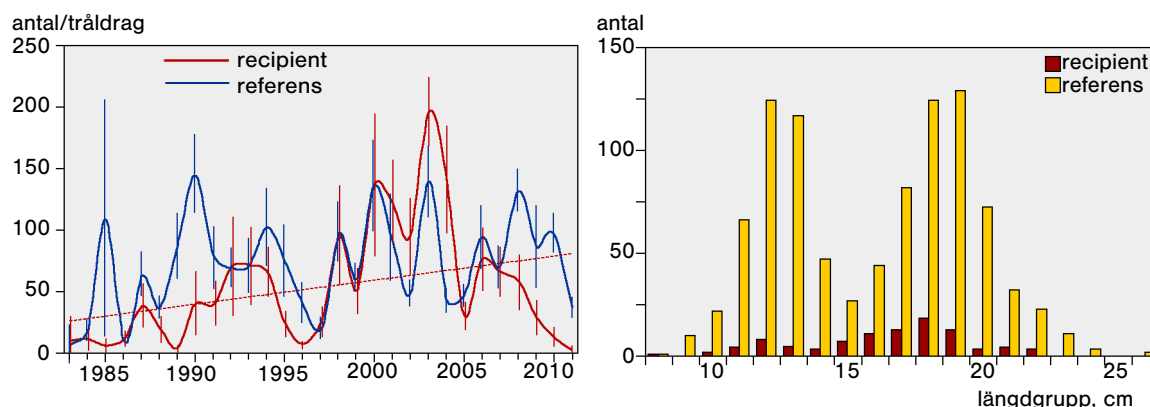 antal/tråldrag
250
200
150
100
50
0
recipient
referens
1985 1990 1995 2000 2005 2010
antal
150
100
50
0
recipient
referens
10 15 20 25
längdgrupp, cm